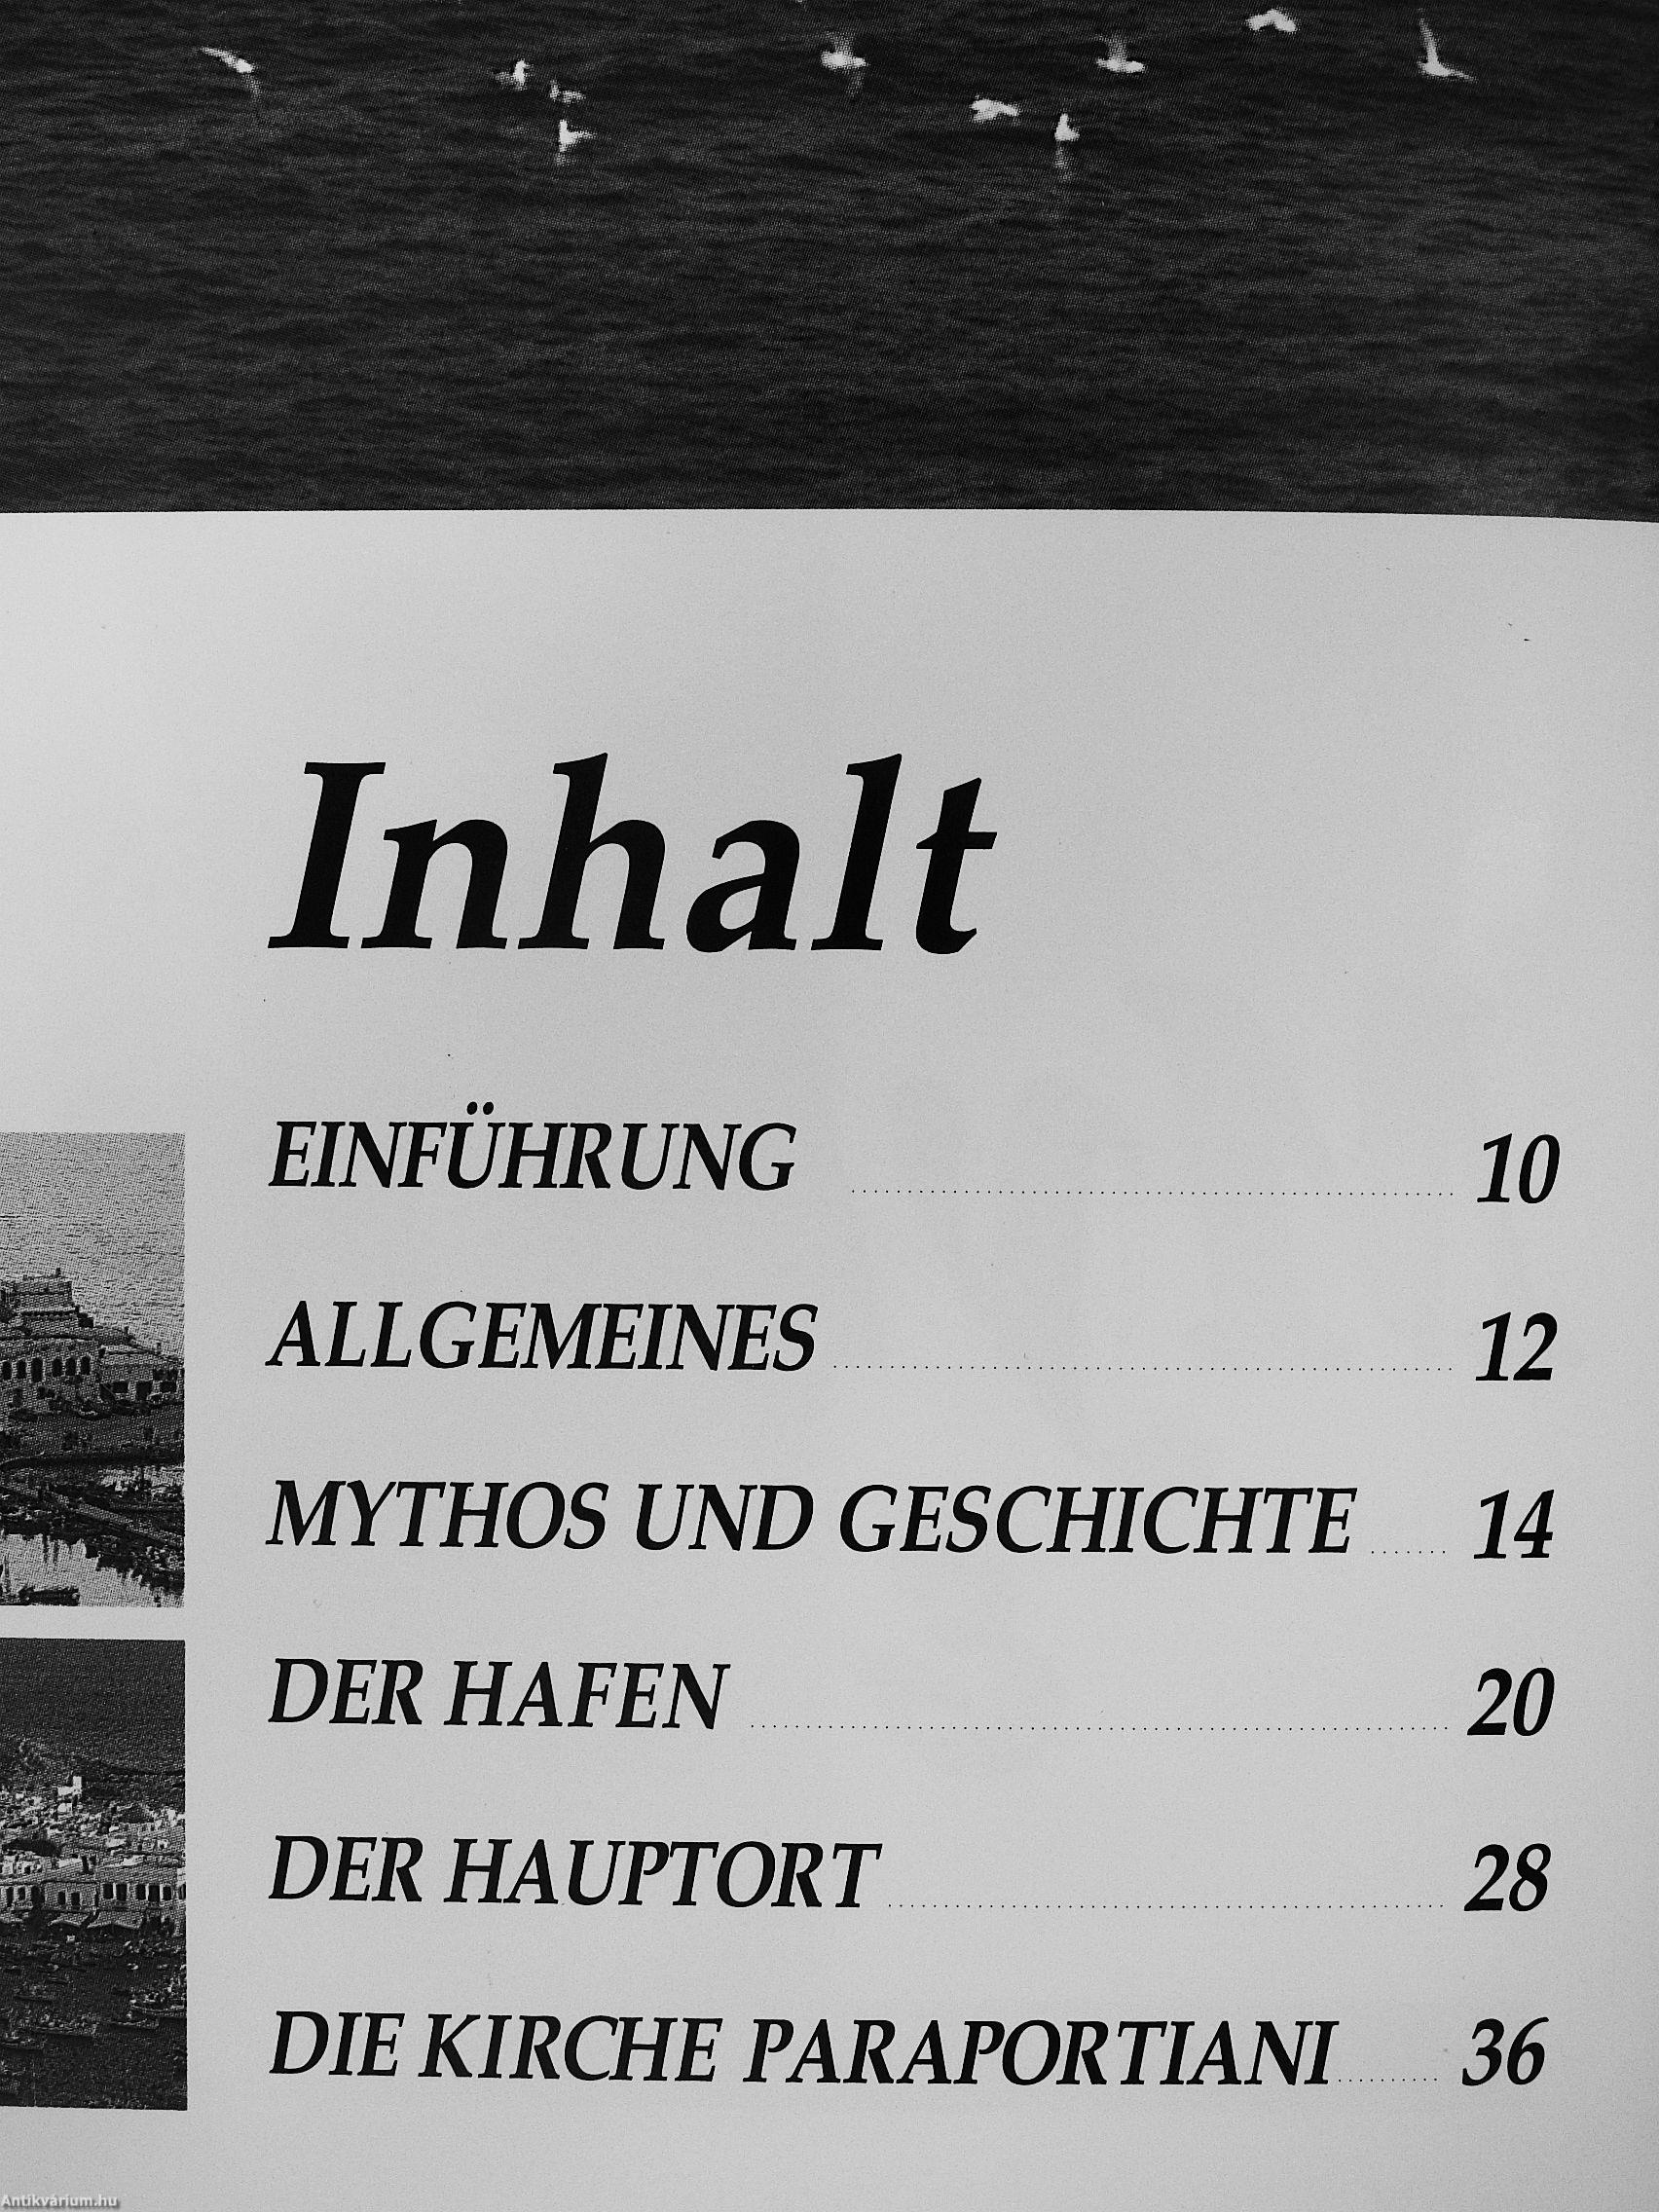 Inhalt
EINFÜHRUNG 10
ALLGEMEINES 12
MYTHOS UND GESCHICHTE 14
DER HAFEN 20
DER HAUPTORT 28
DIE KIRCHE PARAPORTIANI 36
Antikvárium.hu